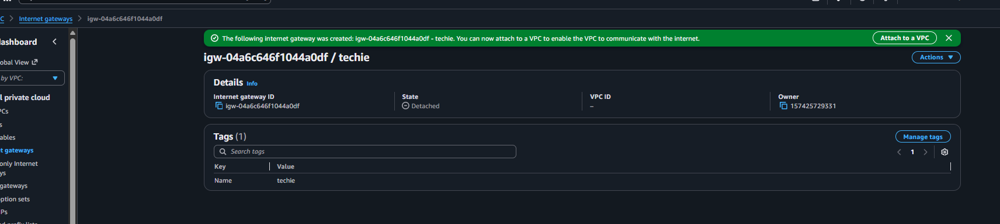 C > Internet gateways > igw-04a6c646f1044a0df
dashboard
obal View
by VPC:
l private cloud
PCs
s
ables
t gateways
only Internet
ys
gateways
ption sets
IPs
The following internet gateway was created: igw-04a6c646f1044a0df - techie. You can now attach to a VPC to enable the VPC to communicate with the internet.
Attach to a VPC
igw-04a6c646f1044a0df / techie
Actions
Details Info
Internet gateway ID
igw-04a6c646f1044a0df
State
Detached
VPC ID
–
Owner
157425729331
Tags (1)
Manage tags
Search tags
1
Key Value
Name techie